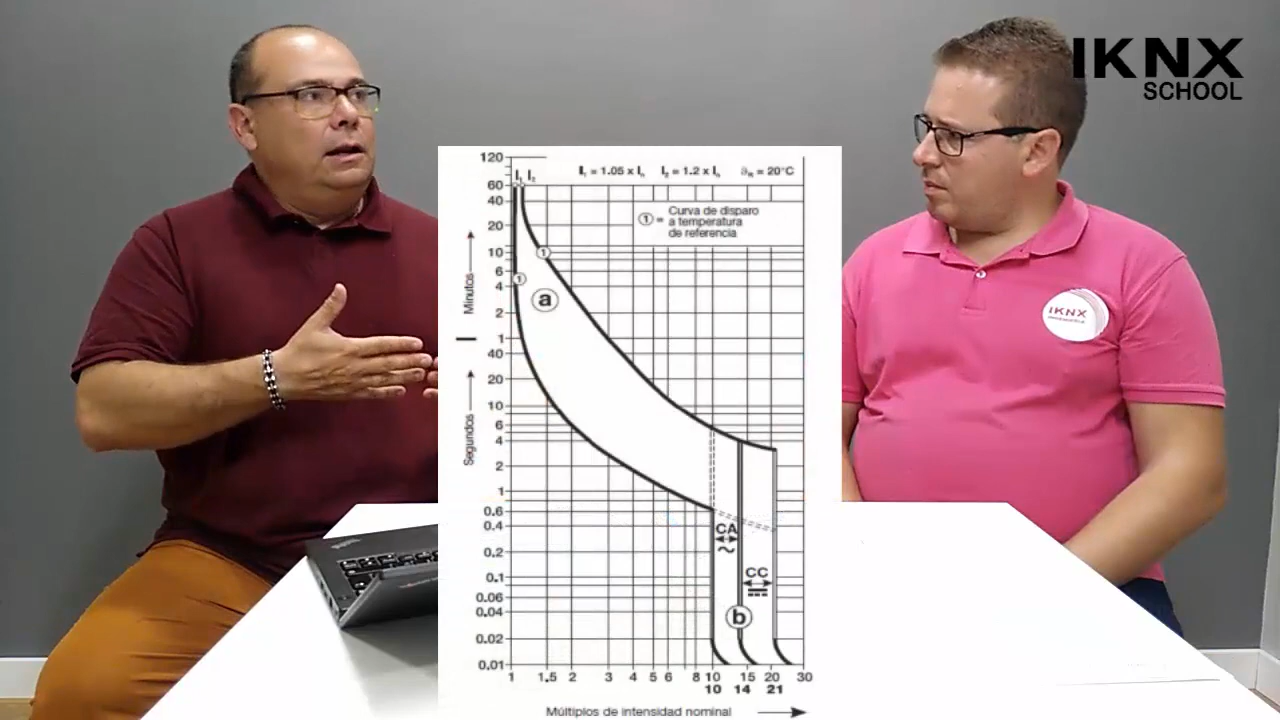 IKNX
SCHOOL
120
I₁ I₂
I₁ = 1.05 x Iₙ I₂ = 1.2 x Iₙ ϑR = 20°C
60
40
1 = Curva de disparo
a temperatura
de referencia
20
10
6
4
2
1
Minutos
1
1
a
40
20
10
6
4
2
1
Segundos
0.6
0.4
0.2
0.1
0.06
0.04
0.02
0.01
CA
~
CC
b
1 1.5 2 3 4 5 6 8 10 15 20 30
10 14 21
Múltiplos de intensidad nominal
IKNX